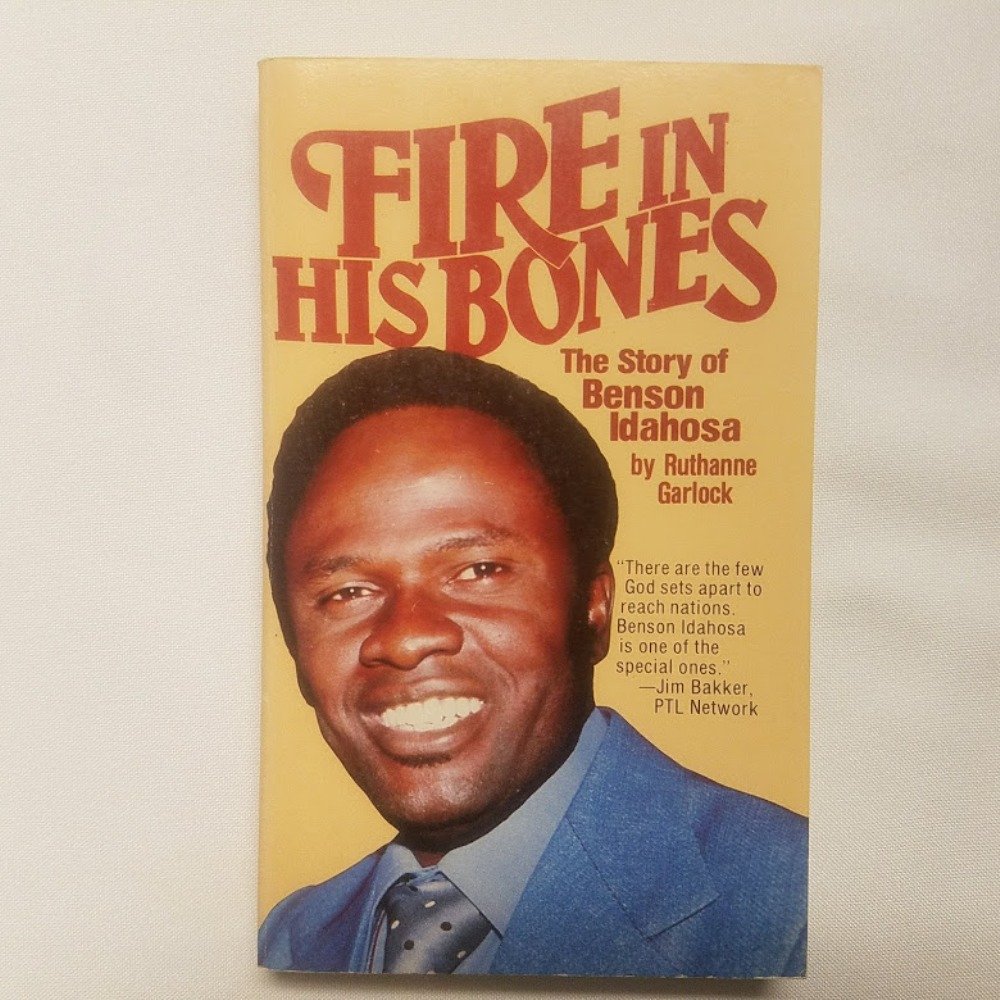 FIRE IN
HIS BONES
The Story of
Benson
Idahosa
by Ruthanne
Garlock
“There are the few
God sets apart to
reach nations.
Benson Idahosa
is one of the
special ones.”
—Jim Bakker,
PTL Network